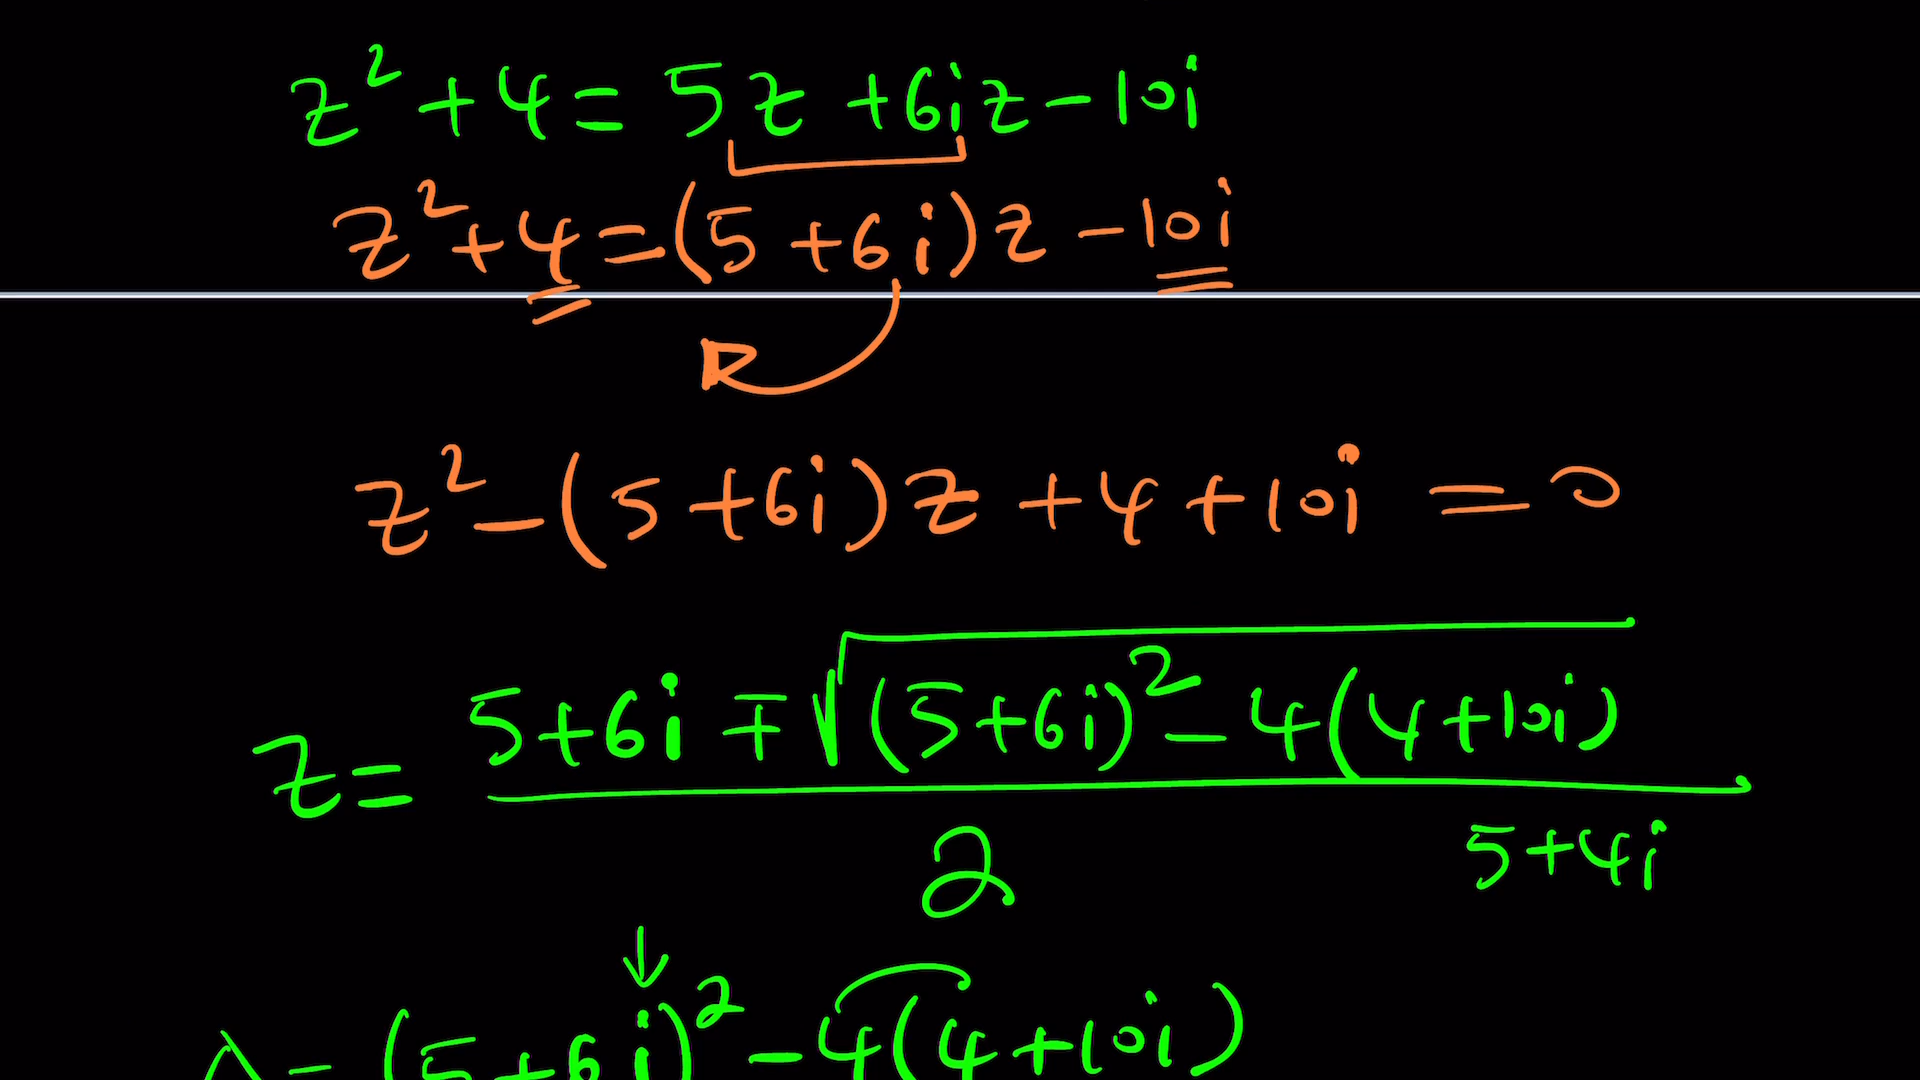 z² + 4 = 5z + 6iz - 10i
z² + 4 = (5 + 6i)z - 10i
z² - (5 + 6i)z + 4 + 10i = 0
z = (5 + 6i ∓ √((5 + 6i)² - 4(4 + 10i))) / 2
5 + 4i
Δ = (5 + 6i)² - 4(4 + 10i)